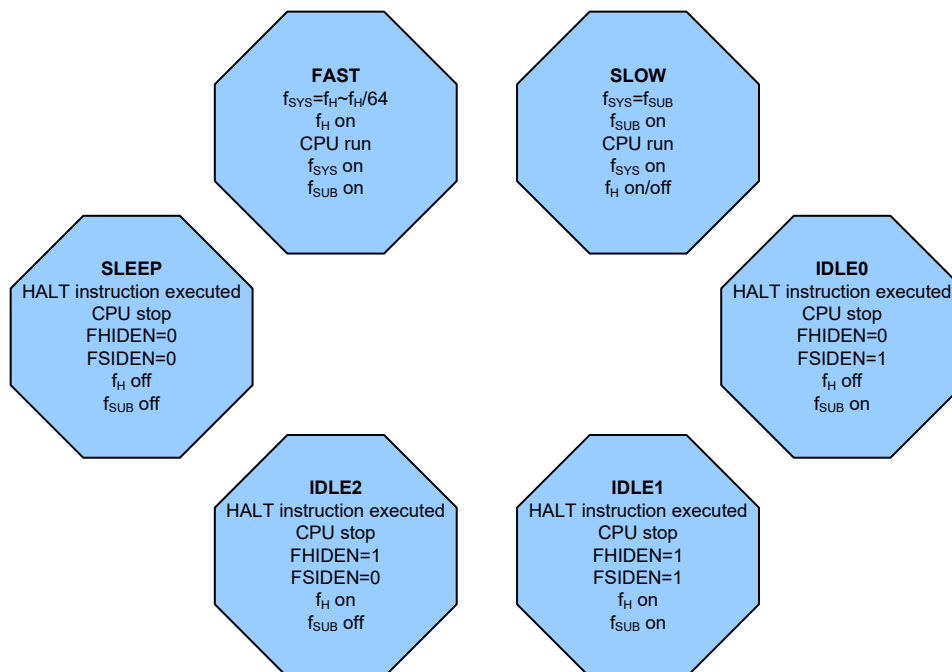 FAST
fSYS=fH~fH/64
fH on
CPU run
fSYS on
fSUB on
SLOW
fSYS=fSUB
fSUB on
CPU run
fSYS on
fH on/off
SLEEP
HALT instruction executed
CPU stop
FHIDEN=0
FSIDEN=0
fH off
fSUB off
IDLE0
HALT instruction executed
CPU stop
FHIDEN=0
FSIDEN=1
fH off
fSUB on
IDLE2
HALT instruction executed
CPU stop
FHIDEN=1
FSIDEN=0
fH on
fSUB off
IDLE1
HALT instruction executed
CPU stop
FHIDEN=1
FSIDEN=1
fH on
fSUB on